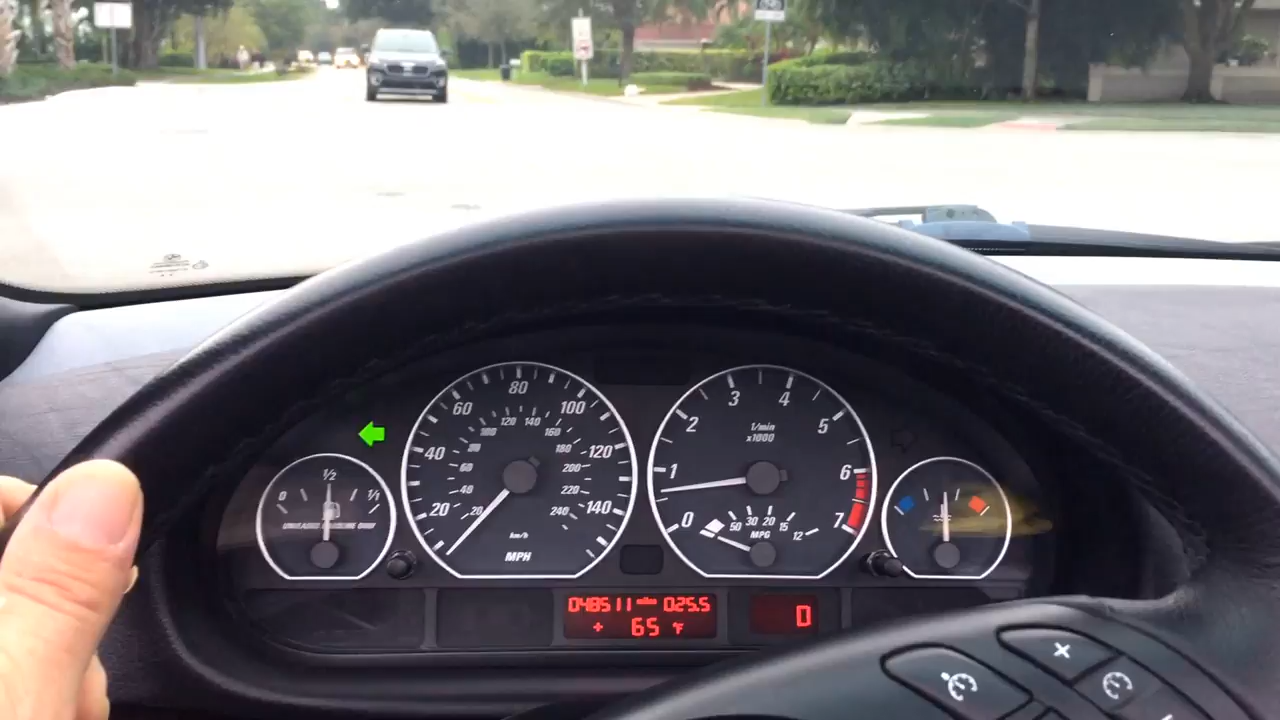 0 1/2 1/1
UNLEADED GASOLINE ONLY
20 40 60 80 100 120 140
20 40 60 80 100 120 140 160 180 200 220 240
km/h
MPH
0 1 2 3 4 5 6 7
1/min
x1000
50 30 20 15 12
MPG
048511 025.5
+ 65 °F
0
+